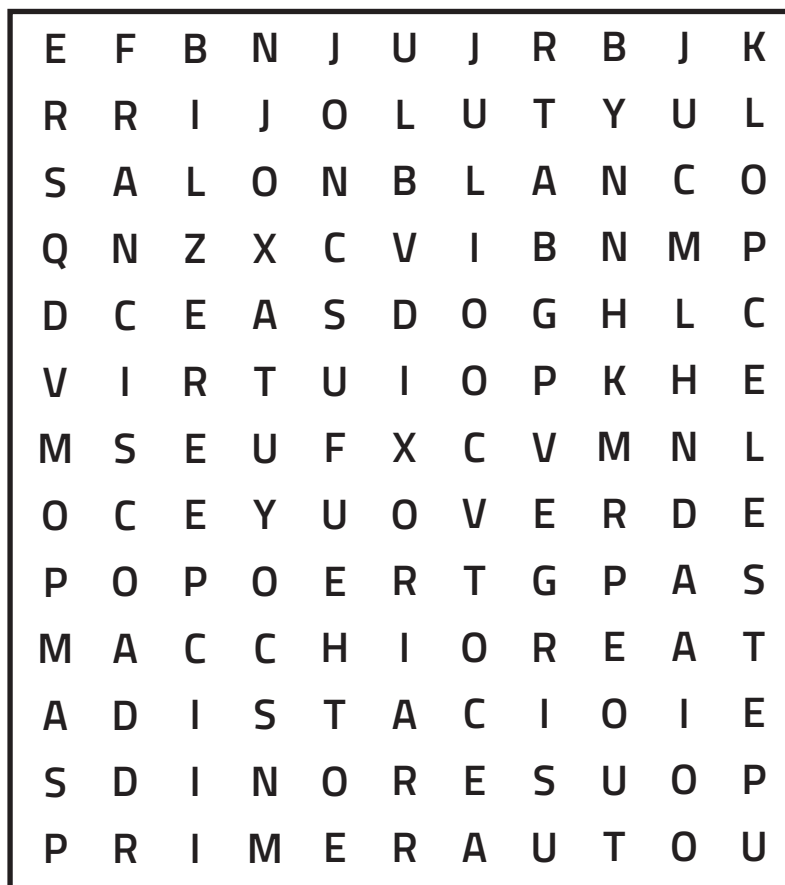 E F B N J U J R B J K
R R I J O L U T Y U L
S A L O N B L A N C O
Q N Z X C V I B N M P
D C E A S D O G H L C
V I R T U I O P K H E
M S E U F X C V M N L
O C E Y U O V E R D E
P O P O E R T G P A S
M A C C H I O R E A T
A D I S T A C I O I E
S D I N O R E S U O P
P R I M E R A U T O U